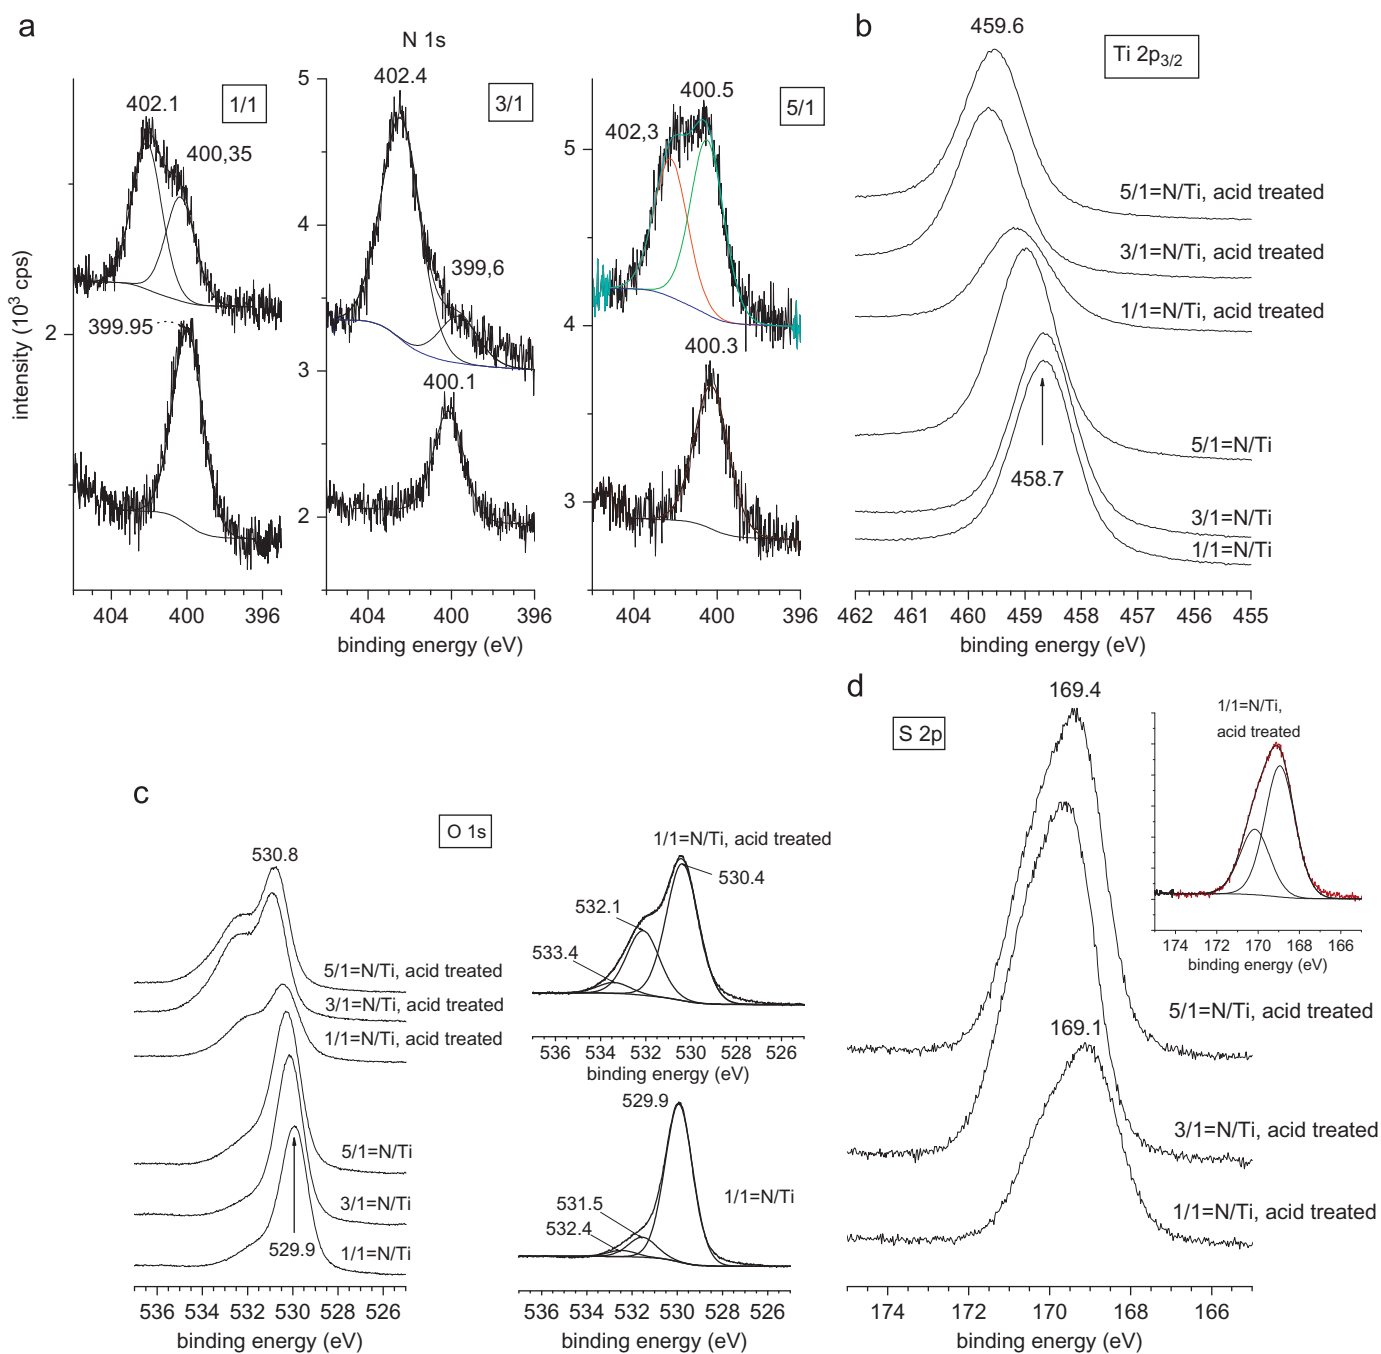 a
N 1s
402.1
1/1
400,35
399.95
2
404
400
396
5
402.4
3/1
4
399,6
3
400.1
2
404
400
396
binding energy (eV)
400.5
5/1
402,3
5
4
400.3
3
404
400
396
intensity (10³ cps)
b
459.6
Ti 2p3/2
5/1=N/Ti, acid treated
3/1=N/Ti, acid treated
1/1=N/Ti, acid treated
5/1=N/Ti
458.7
3/1=N/Ti
1/1=N/Ti
462 461 460 459 458 457 456 455
binding energy (eV)
c
O 1s
530.8
5/1=N/Ti, acid treated
3/1=N/Ti, acid treated
1/1=N/Ti, acid treated
5/1=N/Ti
3/1=N/Ti
529.9
1/1=N/Ti
536 534 532 530 528 526
binding energy (eV)
1/1=N/Ti, acid treated
530.4
532.1
533.4
536 534 532 530 528 526
binding energy (eV)
529.9
531.5
1/1=N/Ti
532.4
536 534 532 530 528 526
binding energy (eV)
d
S 2p
169.4
1/1=N/Ti,
acid treated
174 172 170 168 166
binding energy (eV)
5/1=N/Ti, acid treated
169.1
3/1=N/Ti, acid treated
1/1=N/Ti, acid treated
174 172 170 168 166
binding energy (eV)